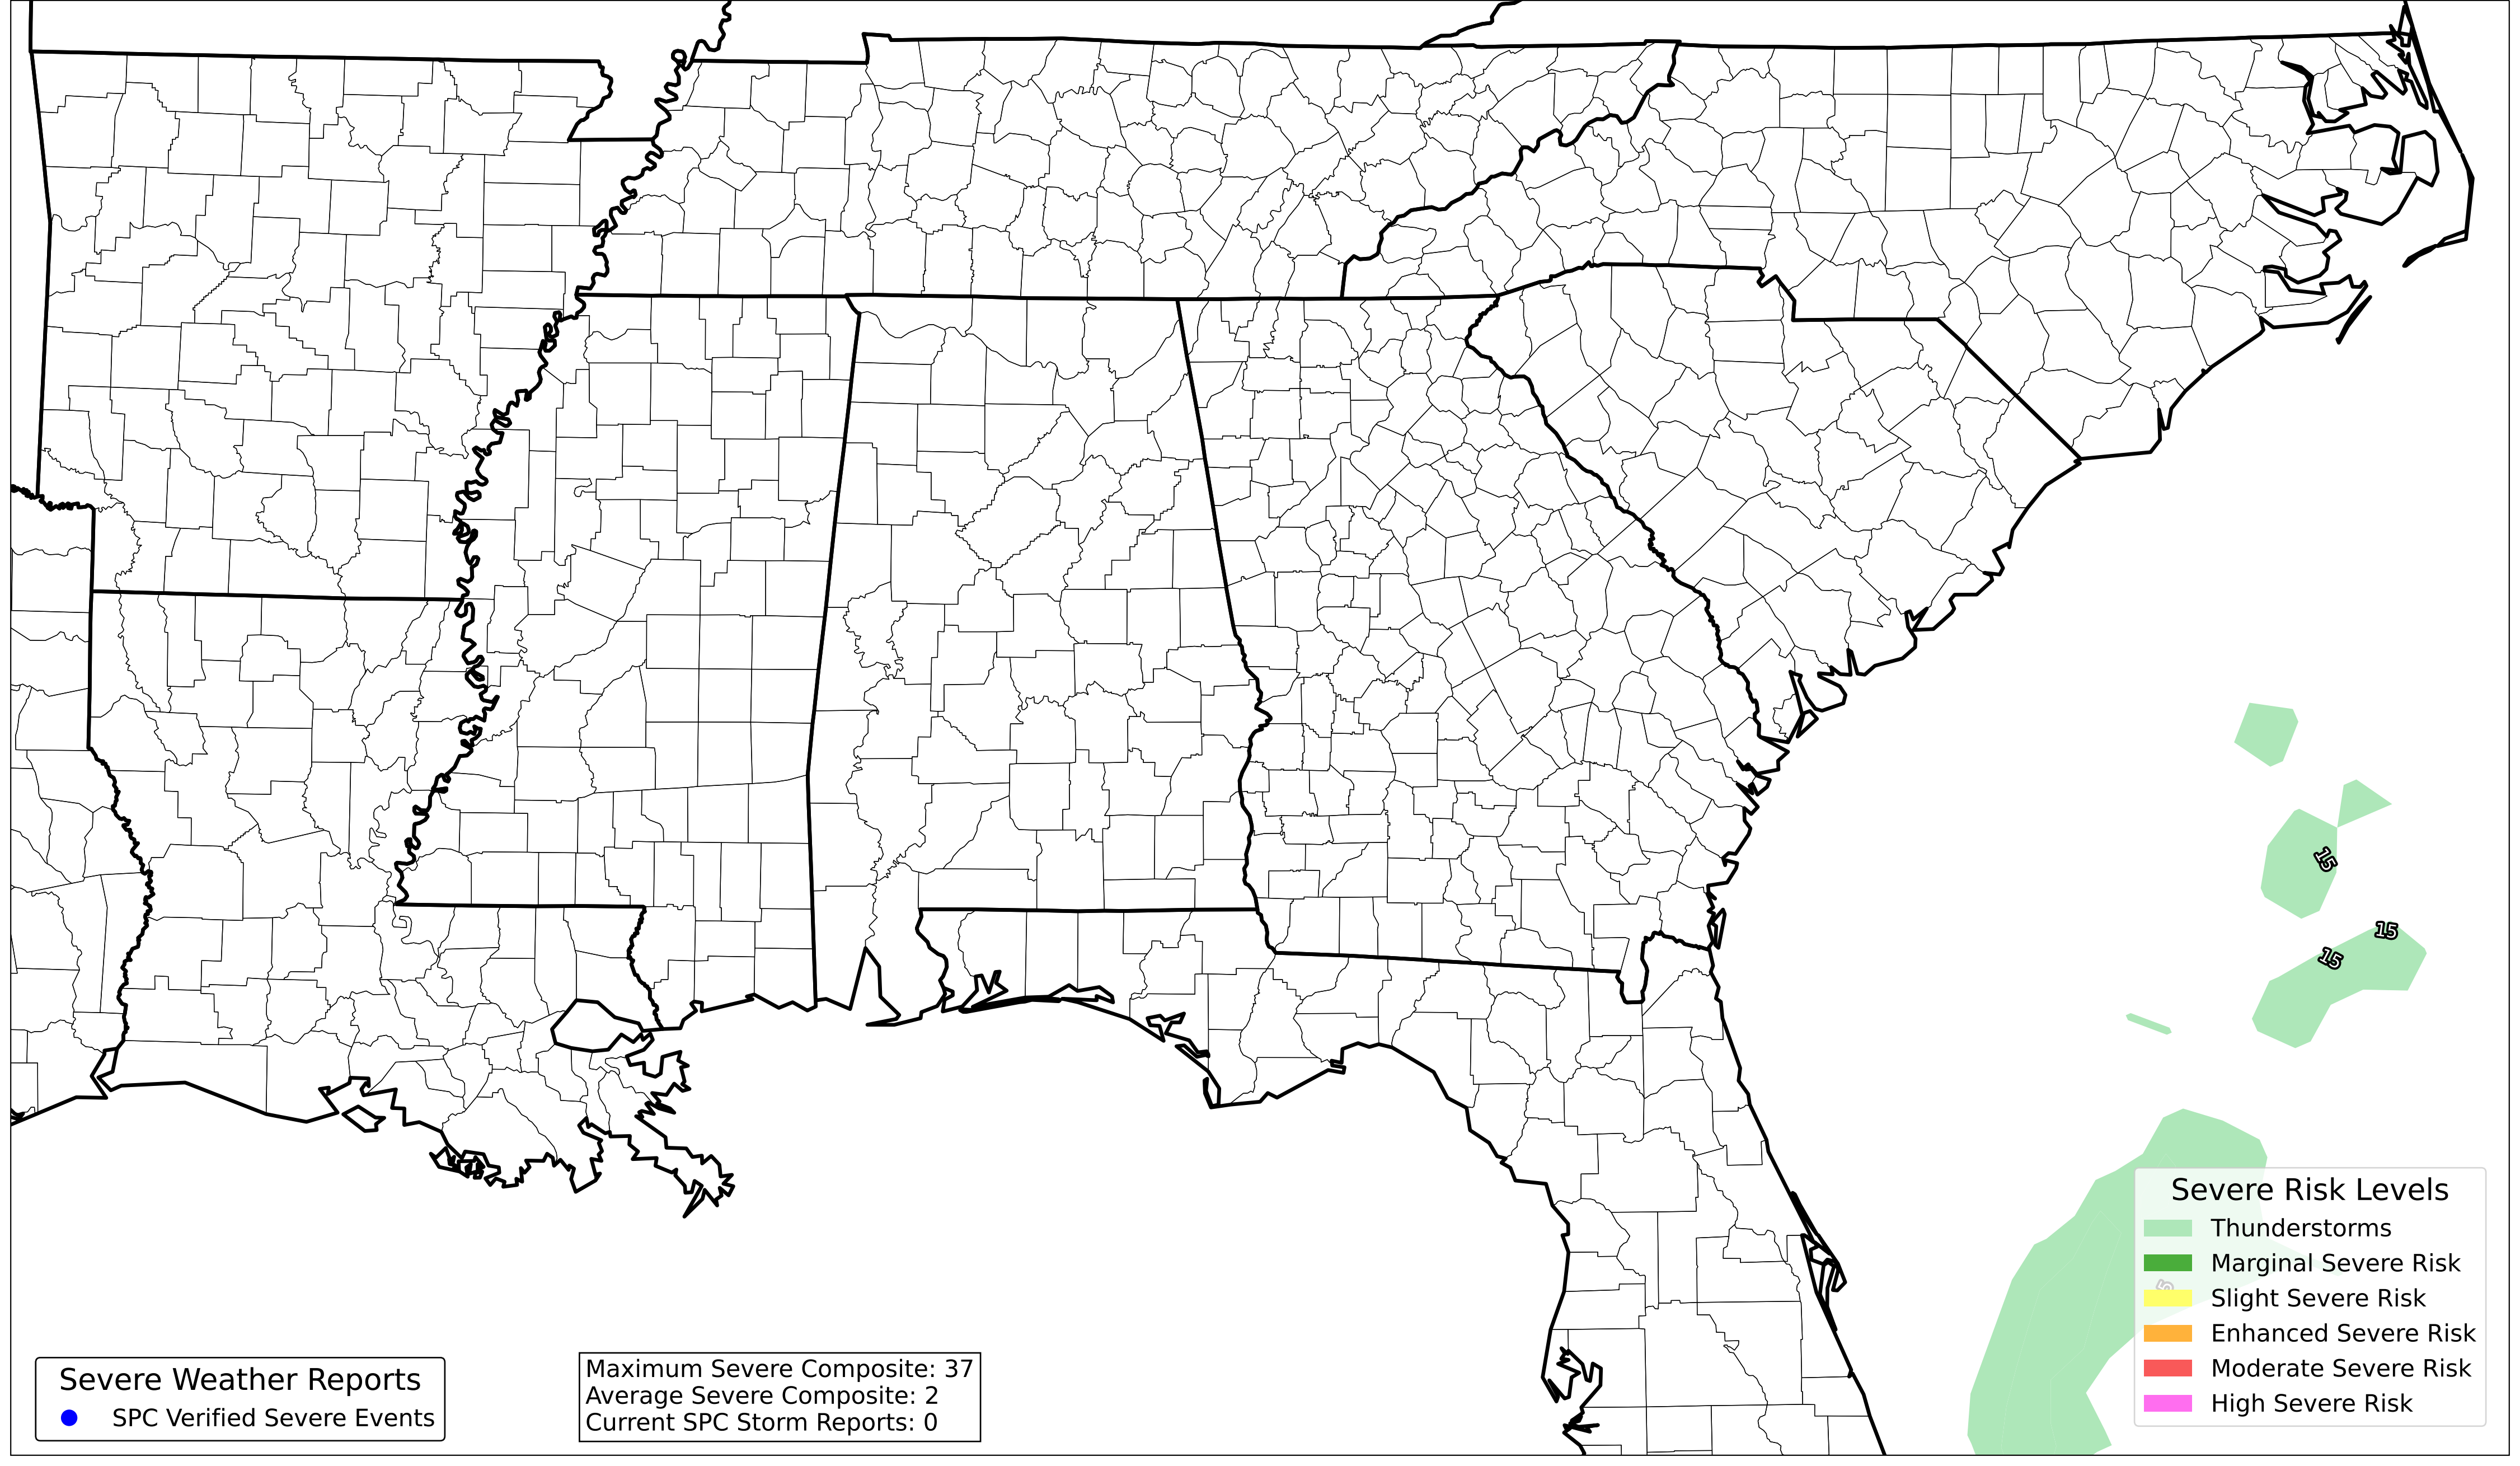 15
15
15
Severe Risk Levels
Thunderstorms
Marginal Severe Risk
Slight Severe Risk
Enhanced Severe Risk
Moderate Severe Risk
High Severe Risk
Severe Weather Reports
SPC Verified Severe Events
Maximum Severe Composite: 37
Average Severe Composite: 2
Current SPC Storm Reports: 0